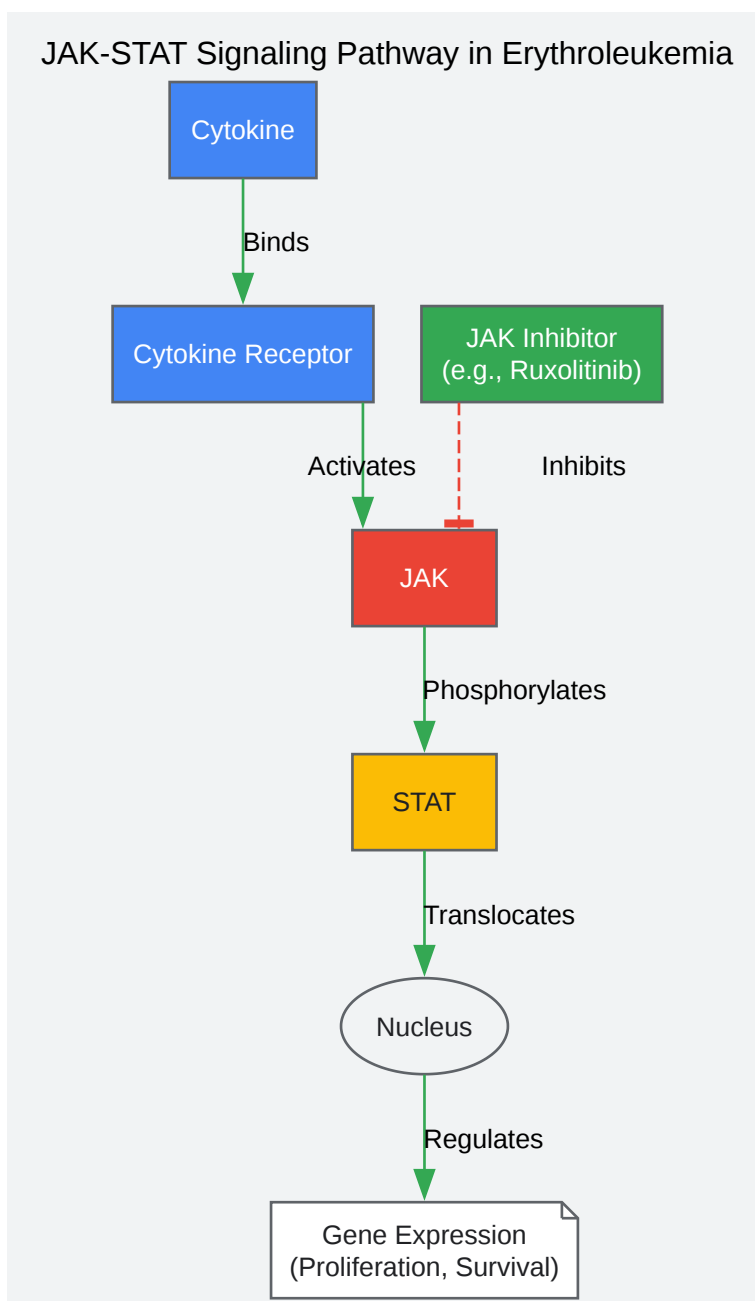 JAK-STAT Signaling Pathway in Erythroleukemia
Cytokine
Binds
Cytokine Receptor
JAK Inhibitor
(e.g., Ruxolitinib)
Activates
Inhibits
JAK
Phosphorylates
STAT
Translocates
Nucleus
Regulates
Gene Expression
(Proliferation, Survival)